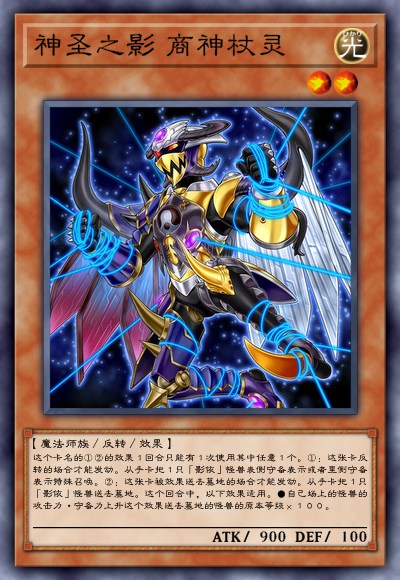 神圣之影 商神杖灵
ひかり
光
【魔法师族/反转/效果】
这个卡名的①②的效果1回合只能有1次使用其中任意1个。①：这张卡反
转的场合才能发动。从手卡把1只「影依」怪兽表侧守备表示或者里侧守备
表示特殊召唤。②：这张卡被效果送去墓地的场合才能发动。从手卡把1
只「影依」怪兽送去墓地。这个回合中，以下效果适用。●自己场上的怪兽的
攻击力·守备力上升这个效果送去墓地的怪兽的原本等级×100。
ATK/ 900 DEF/ 100